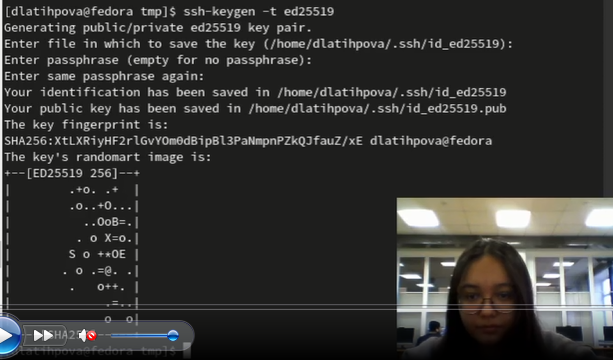 [dlatihpova@fedora tmp]$ ssh-keygen -t ed25519
Generating public/private ed25519 key pair.
Enter file in which to save the key (/home/dlatihpova/.ssh/id_ed25519):
Enter passphrase (empty for no passphrase):
Enter same passphrase again:
Your identification has been saved in /home/dlatihpova/.ssh/id_ed25519
Your public key has been saved in /home/dlatihpova/.ssh/id_ed25519.pub
The key fingerprint is:
SHA256:XtLXRiyHF2rlGvYOm0dBipBl3PaNmpnPZkQJfauZ/xE dlatihpova@fedora
The key's randomart image is:
+--[ED25519 256]--+
|        .+o. .+  |
|        .o..+O...|
|          ..OoB=.|
|         . o X=o.|
|        S o +*OE |
|       . o .=@. .|
|        .   o++. |
|             .=..|
|             o  o|
[dlatihpova@fedora tmp]$